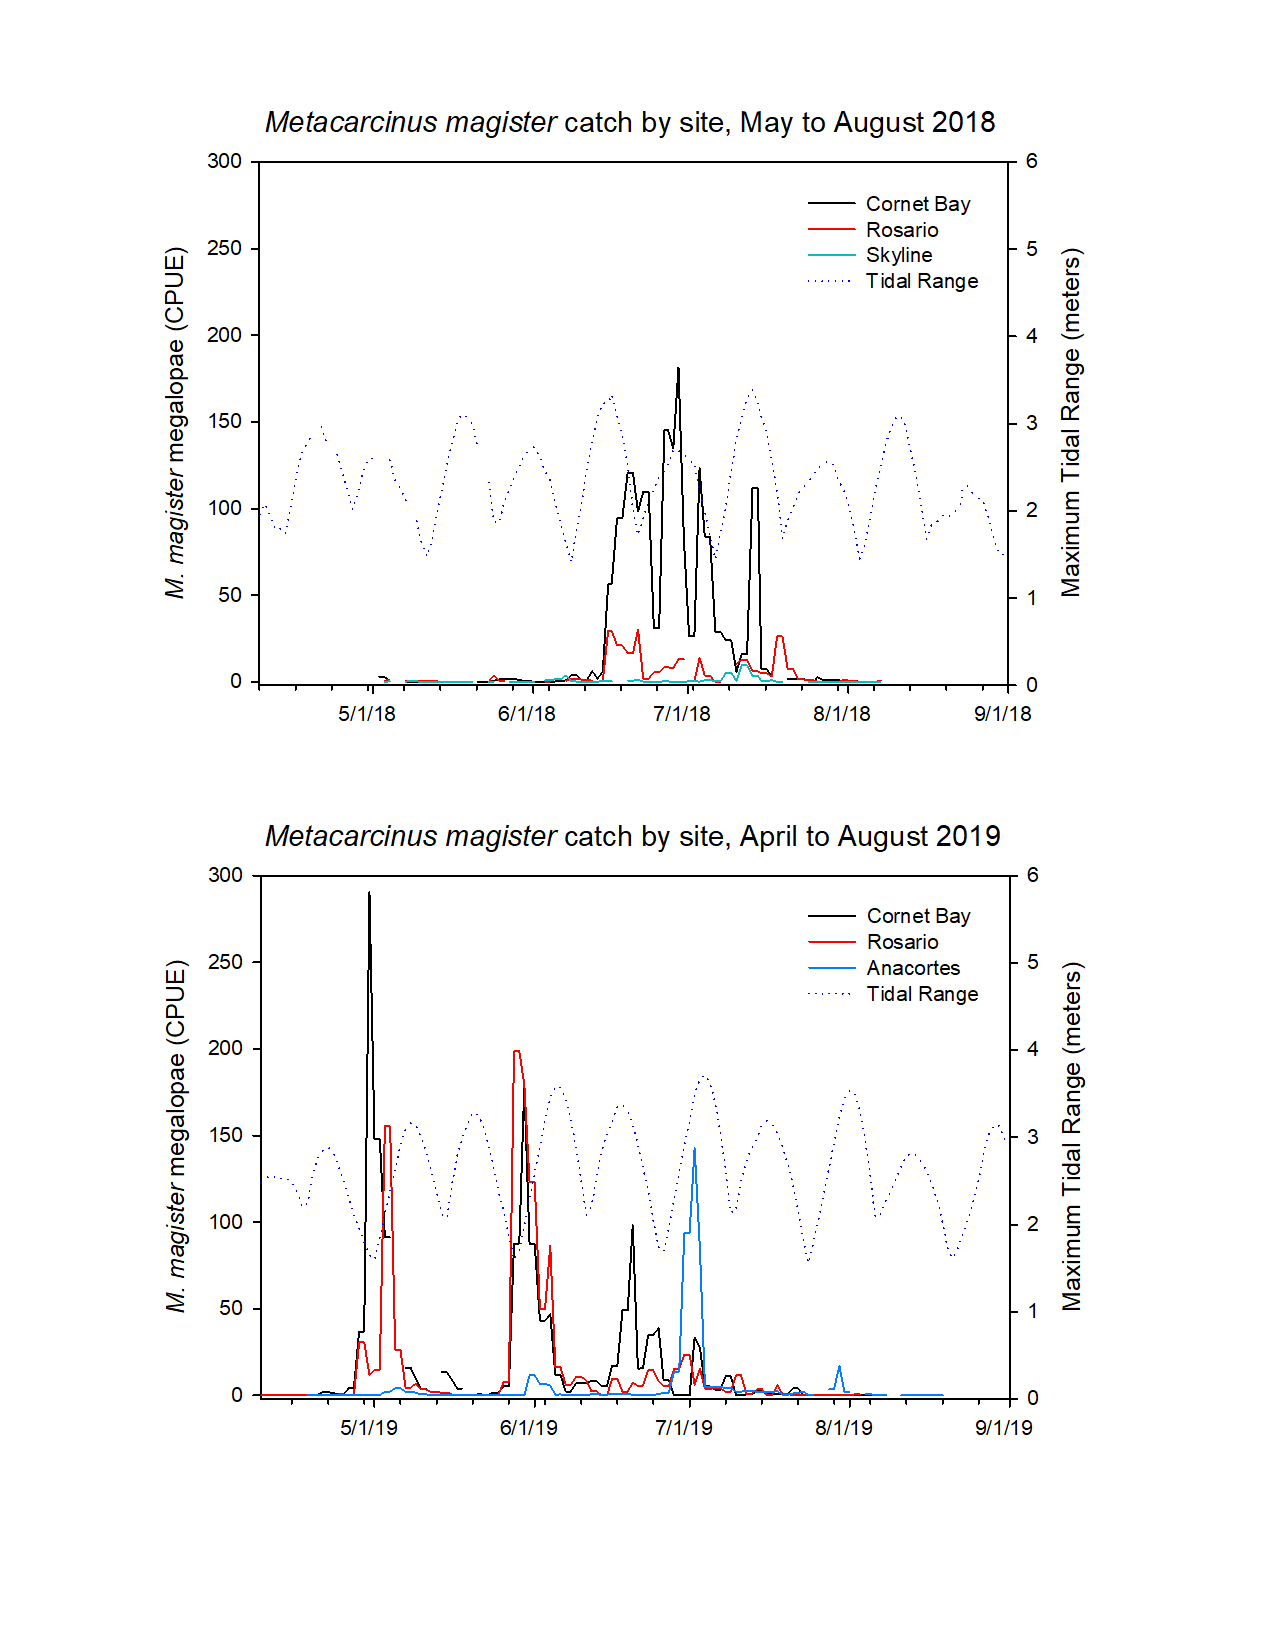 Metacarcinus magister catch by site, May to August 2018
300
250
200
150
100
50
0
M. magister megalopae (CPUE)
6
5
4
3
2
1
0
Maximum Tidal Range (meters)
Cornet Bay
Rosario
Skyline
Tidal Range
5/1/18 6/1/18 7/1/18 8/1/18 9/1/18
Metacarcinus magister catch by site, April to August 2019
300
250
200
150
100
50
0
M. magister megalopae (CPUE)
6
5
4
3
2
1
0
Maximum Tidal Range (meters)
Cornet Bay
Rosario
Anacortes
Tidal Range
5/1/19 6/1/19 7/1/19 8/1/19 9/1/19